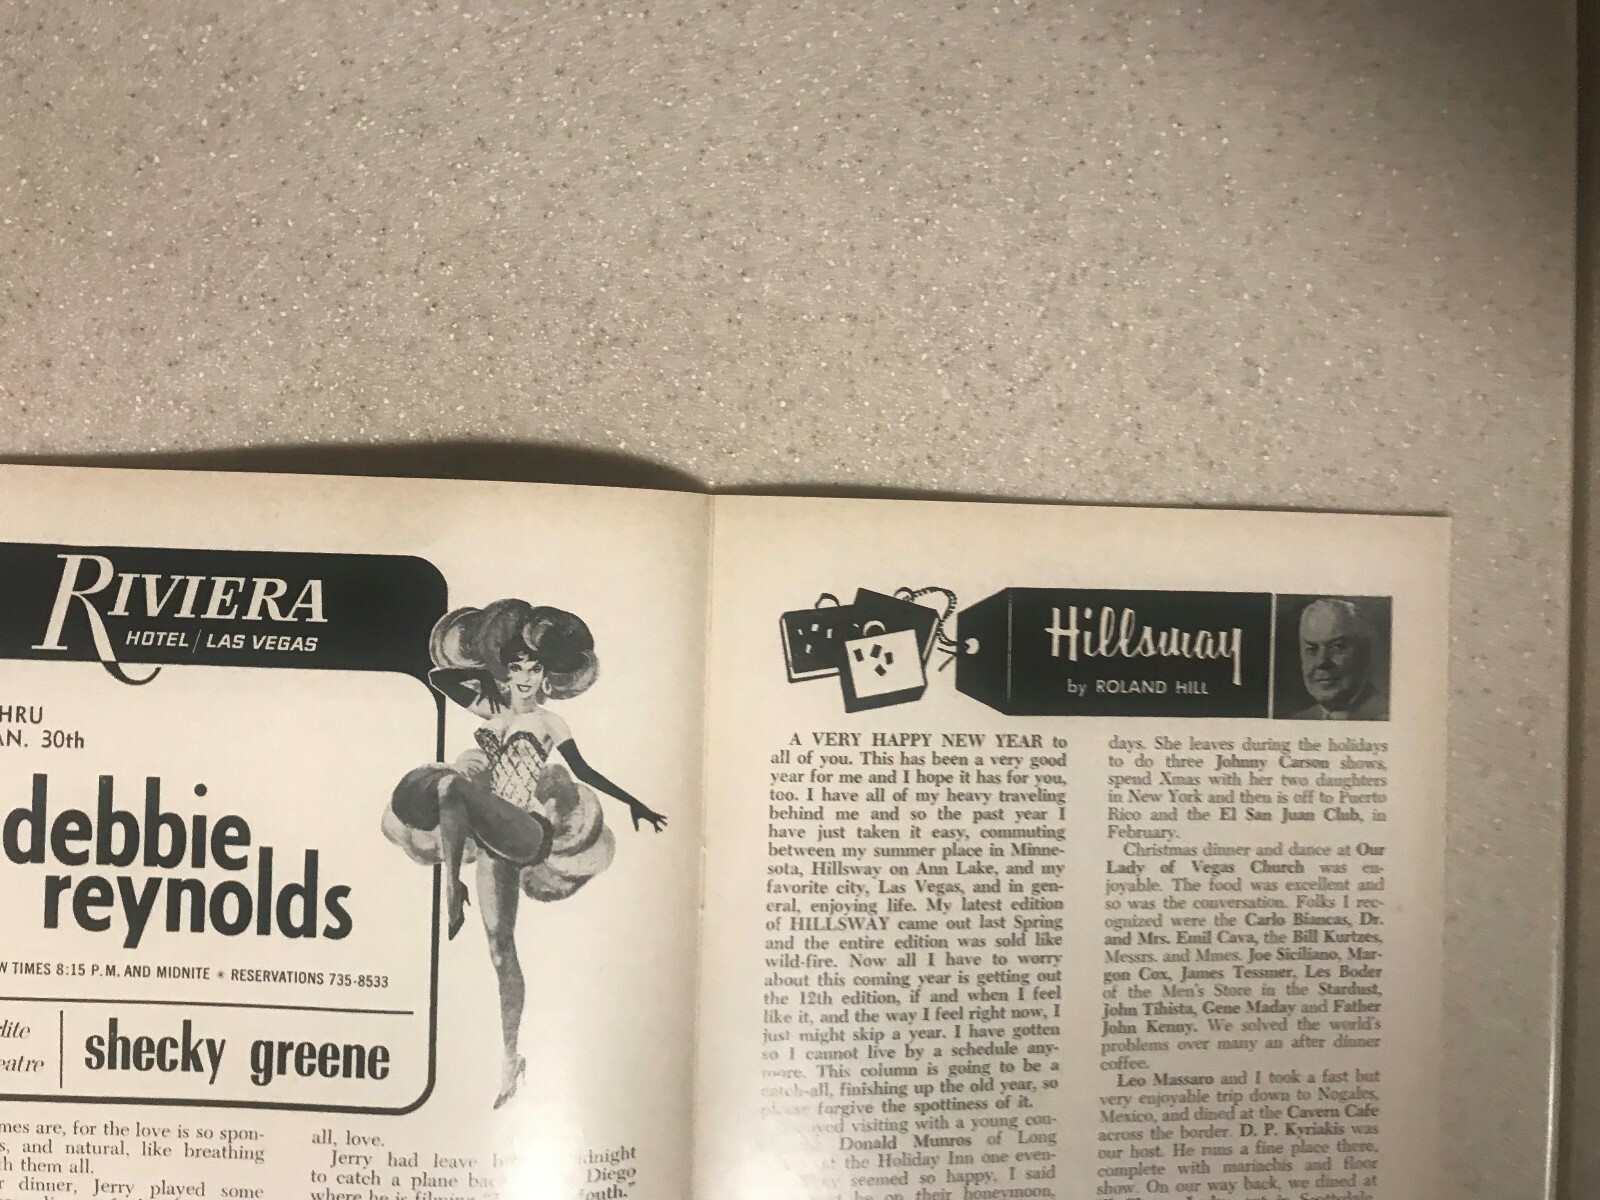 RIVIERA
HOTEL / LAS VEGAS
THRU
JAN. 30th
debbie
reynolds
TIMES 8:15 P.M. AND MIDNITE * RESERVATIONS 735-8533
shecky greene
are, for the love is so spon-
and natural, like breathing
them all.
dinner, Jerry played some
all, love.
Jerry had leave
to catch a plane
Diego
where he is
Hillsway
by ROLAND HILL
A VERY HAPPY NEW YEAR to
all of you. This has been a very good
year for me and I hope it has for you,
too. I have all of my heavy traveling
behind me and so the past year I
have just taken it easy, commuting
between my summer place in Minne-
sota, Hillsway on Ann Lake, and my
favorite city, Las Vegas, and in gen-
eral, enjoying life. My latest edition
of HILLSWAY came out last Spring
and the entire edition was sold like
wild-fire. Now all I have to worry
about this coming year is getting out
the 12th edition, if and when I feel
like it, and the way I feel right now, I
just might skip a year. I have gotten
so I cannot live by a schedule any-
more. This column is going to be a
catch-all, finishing up the old year, so
please forgive the spottiness of it.
visiting with a young con-
Donald Munros of Long
the Holiday Inn one even-
seemed so happy, I said
be on their honeymoon,
days. She leaves during the holidays
to do three Johnny Carson shows,
spend Xmas with her two daughters
in New York and then is off to Puerto
Rico and the El San Juan Club, in
February.
Christmas dinner and dance at Our
Lady of Vegas Church was en-
joyable. The food was excellent and
so was the conversation. Folks I rec-
ognized were the Carlo Biancas, Dr.
and Mrs. Emil Cava, the Bill Kurtzes,
Messrs. and Mmes. Joe Siciliano, Mar-
gon Cox, James Tessmer, Les Boder
of the Men's Store in the Stardust,
John Tihista, Gene Maday and Father
John Kenny. We solved the world's
problems over many an after dinner
coffee.
Leo Massaro and I took a fast but
very enjoyable trip down to Nogales,
Mexico, and dined at the Cavern Cafe
across the border. D. P. Kyriakis was
our host. He runs a fine place there,
complete with mariachis and floor
show. On our way back, we dined at